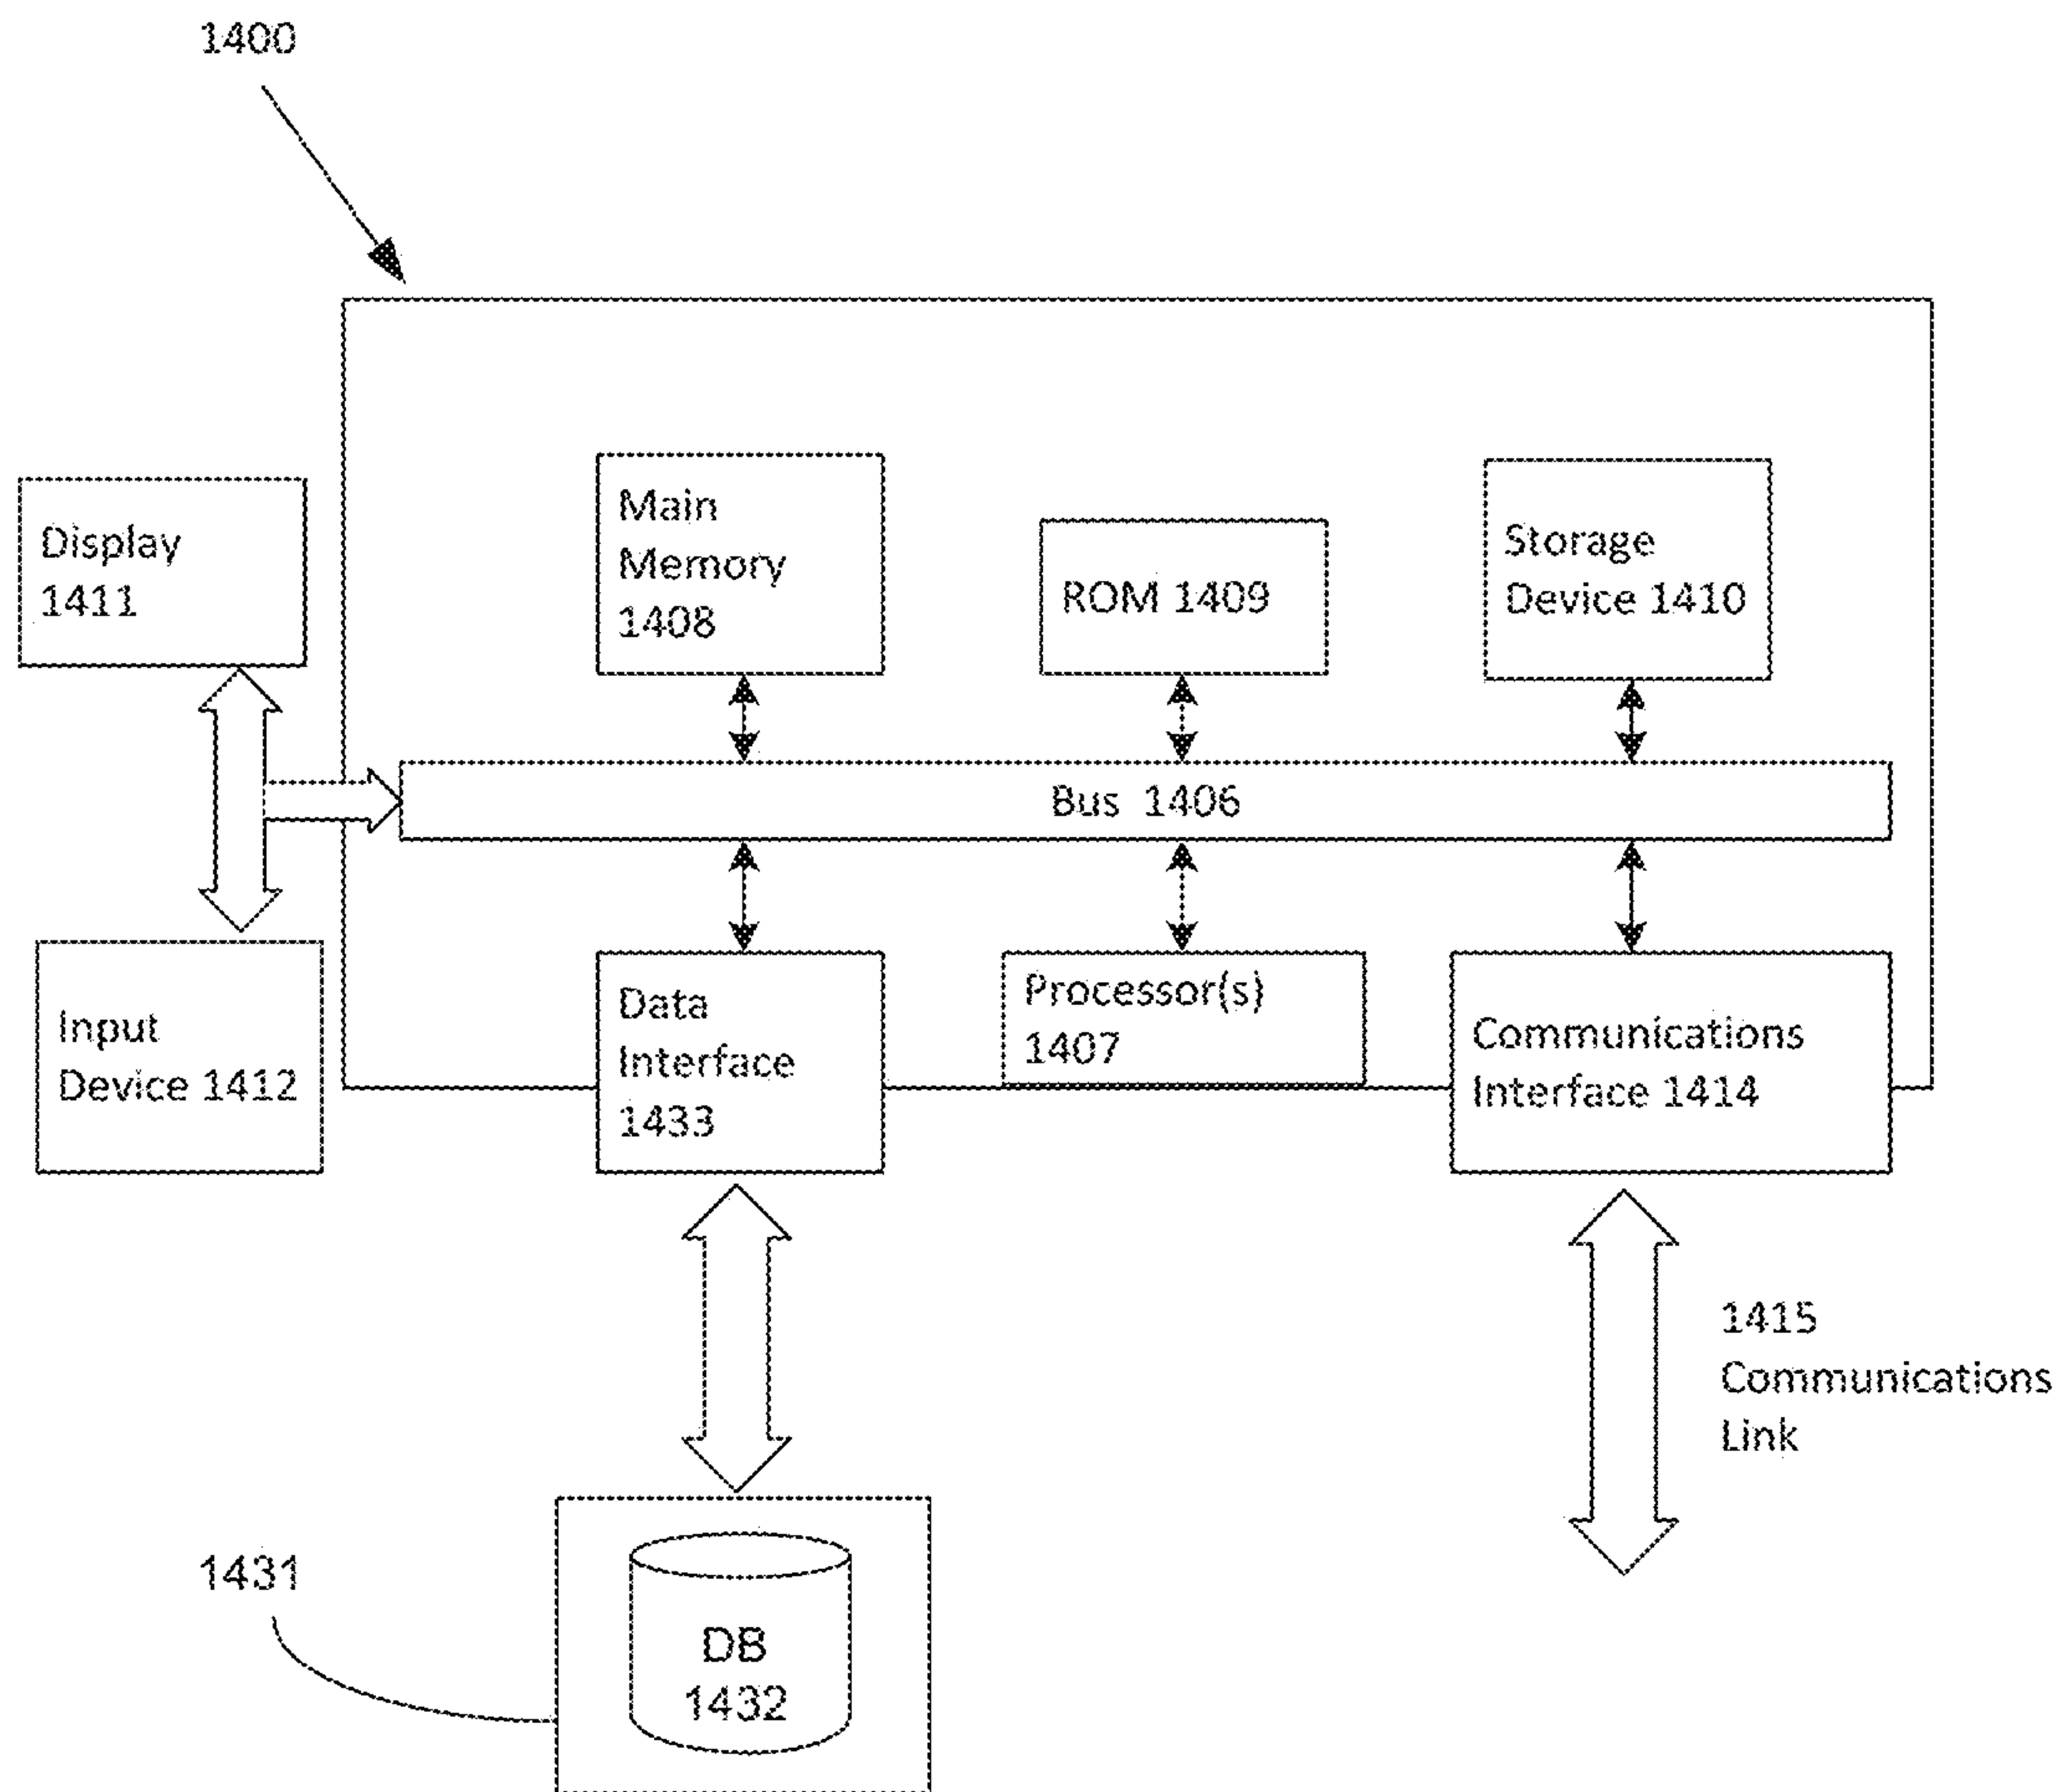 1400
Display
1411
Main
Memory
1408
ROM 1409
Storage
Device 1410
Bus  1406
Input
Device 1412
Data
Interface
1433
Processor(s)
1407
Communications
Interface 1414
1415
Communications
Link
1431
DB
1432